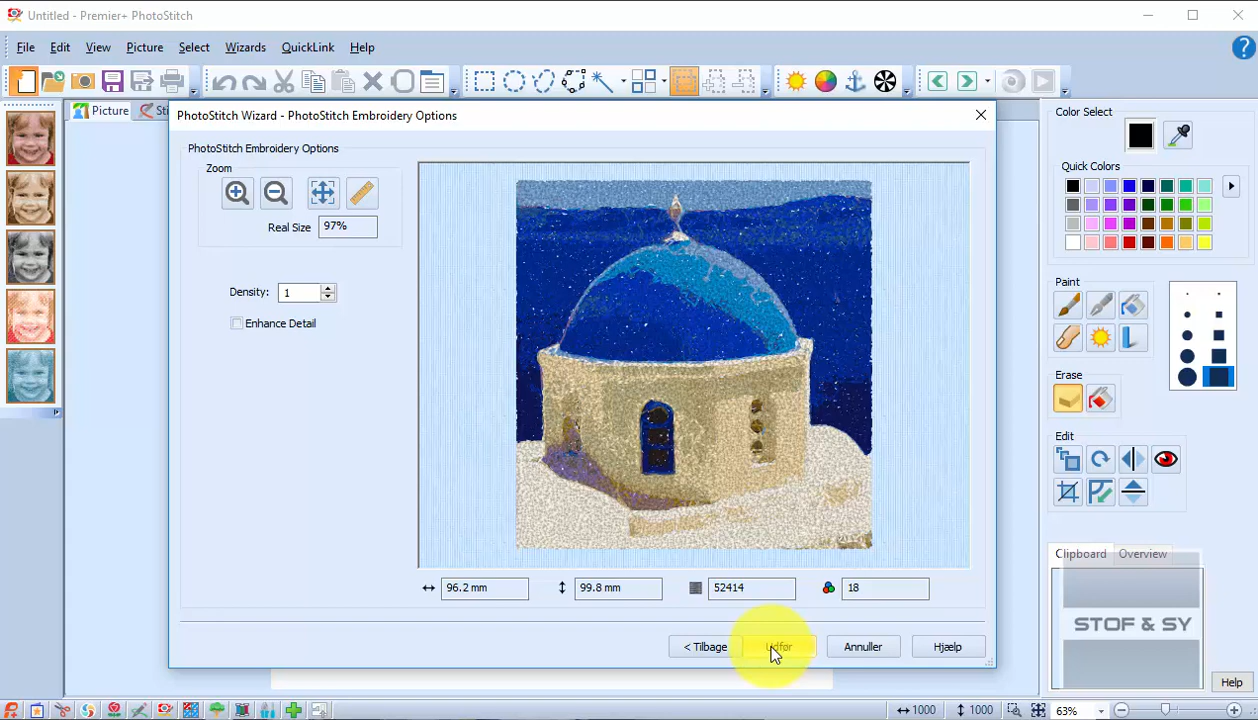 Untitled - Premier+ PhotoStitch
File Edit View Picture Select Wizards QuickLink Help
Picture Sti
PhotoStitch Wizard - PhotoStitch Embroidery Options
PhotoStitch Embroidery Options
Zoom
Real Size 97%
Density: 1
Enhance Detail
96.2 mm 99.8 mm 52414 18
< Tilbage Udfør Annuller Hjælp
Color Select
Quick Colors
Paint
Erase
Edit
Clipboard Overview
STOF & SY
Help
1000 1000 63%